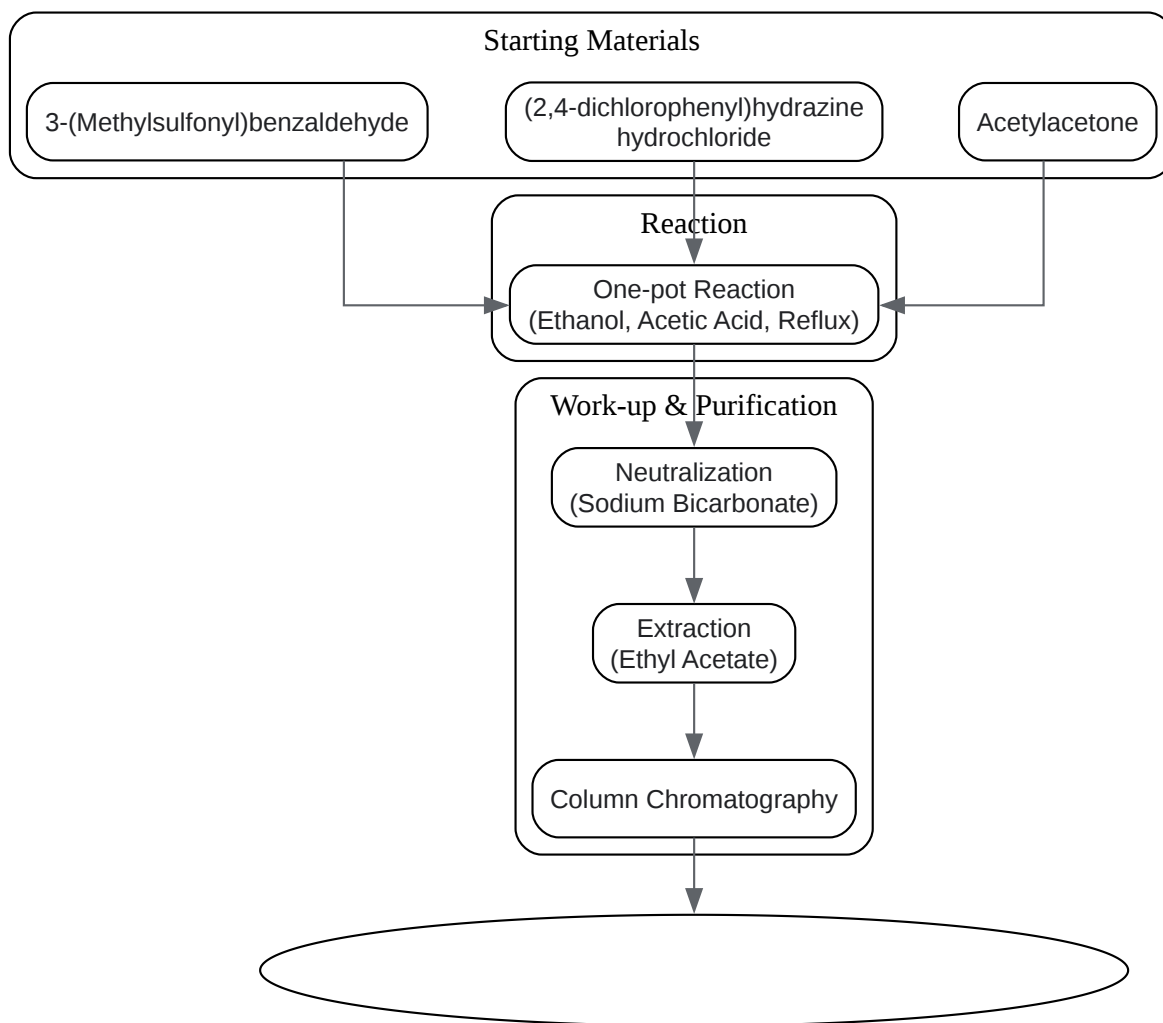 Starting Materials
3-(Methylsulfonyl)benzaldehyde
(2,4-dichlorophenyl)hydrazine
hydrochloride
Acetylacetone
Reaction
One-pot Reaction
(Ethanol, Acetic Acid, Reflux)
Work-up & Purification
Neutralization
(Sodium Bicarbonate)
Extraction
(Ethyl Acetate)
Column Chromatography